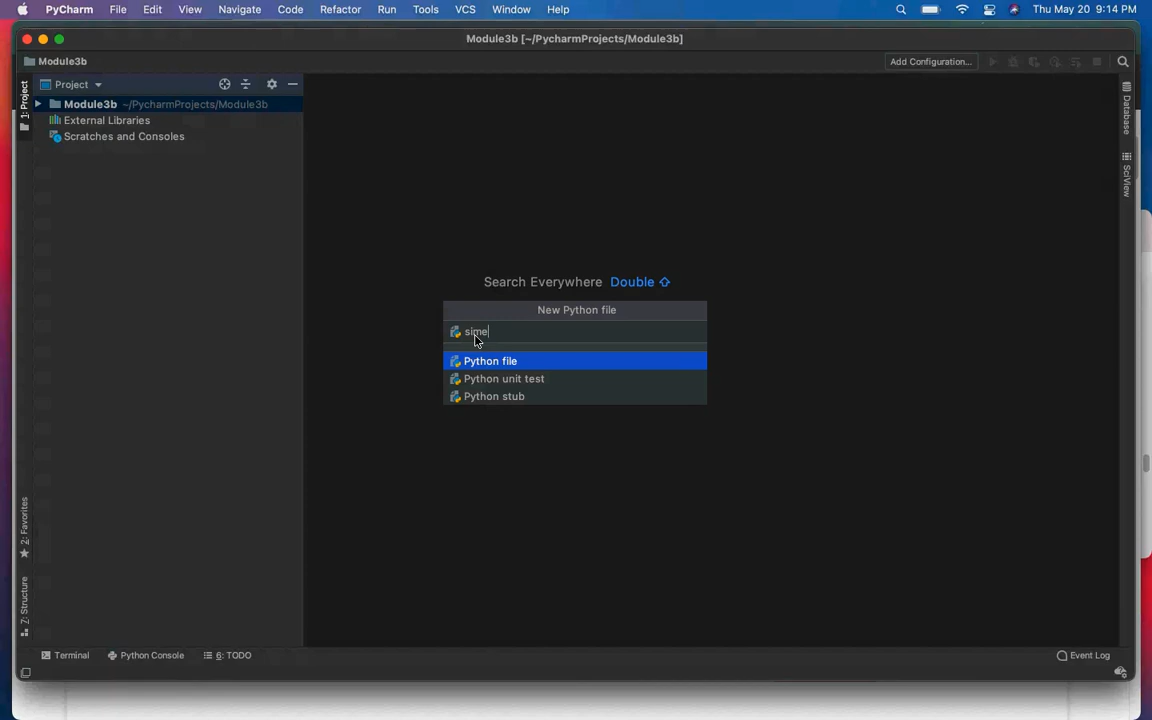 PyCharm File Edit View Navigate Code Refactor Run Tools VCS Window Help Thu May 20 9:14 PM
Module3b [~/PycharmProjects/Module3b]
Module3b Add Configuration...
Project
1: Project
Module3b ~/PycharmProjects/Module3b
External Libraries
Scratches and Consoles
Database
SciView
Search Everywhere Double ⇧
New Python file
sime
Python file
Python unit test
Python stub
2: Favorites
7: Structure
Terminal Python Console 6: TODO Event Log